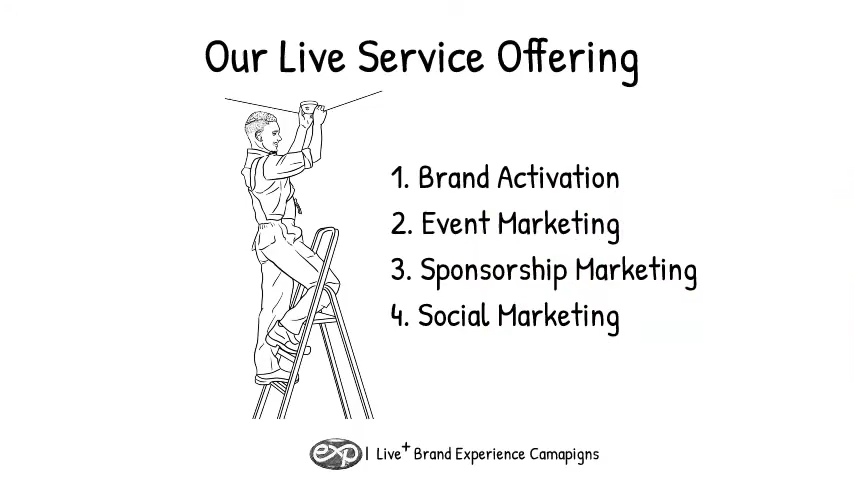 Our Live Service Offering
1. Brand Activation
2. Event Marketing
3. Sponsorship Marketing
4. Social Marketing
exp | Live+ Brand Experience Camapigns